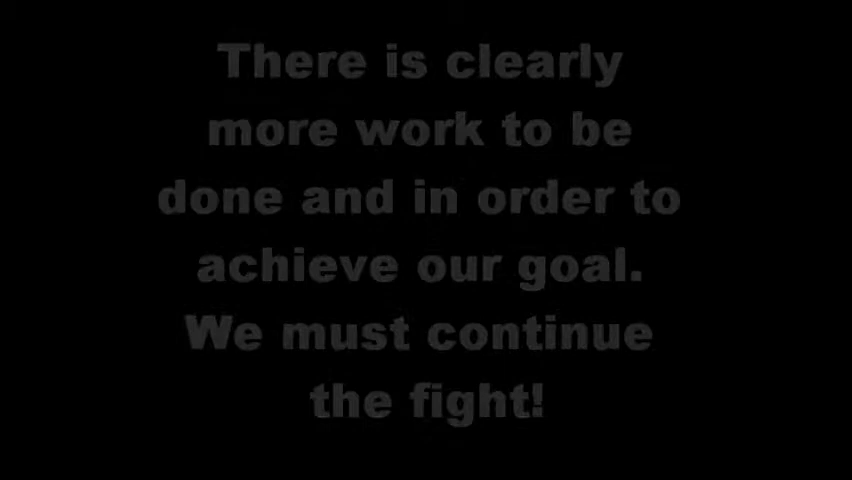 There is clearly
more work to be
done and in order to
achieve our goal.
We must continue
the fight!